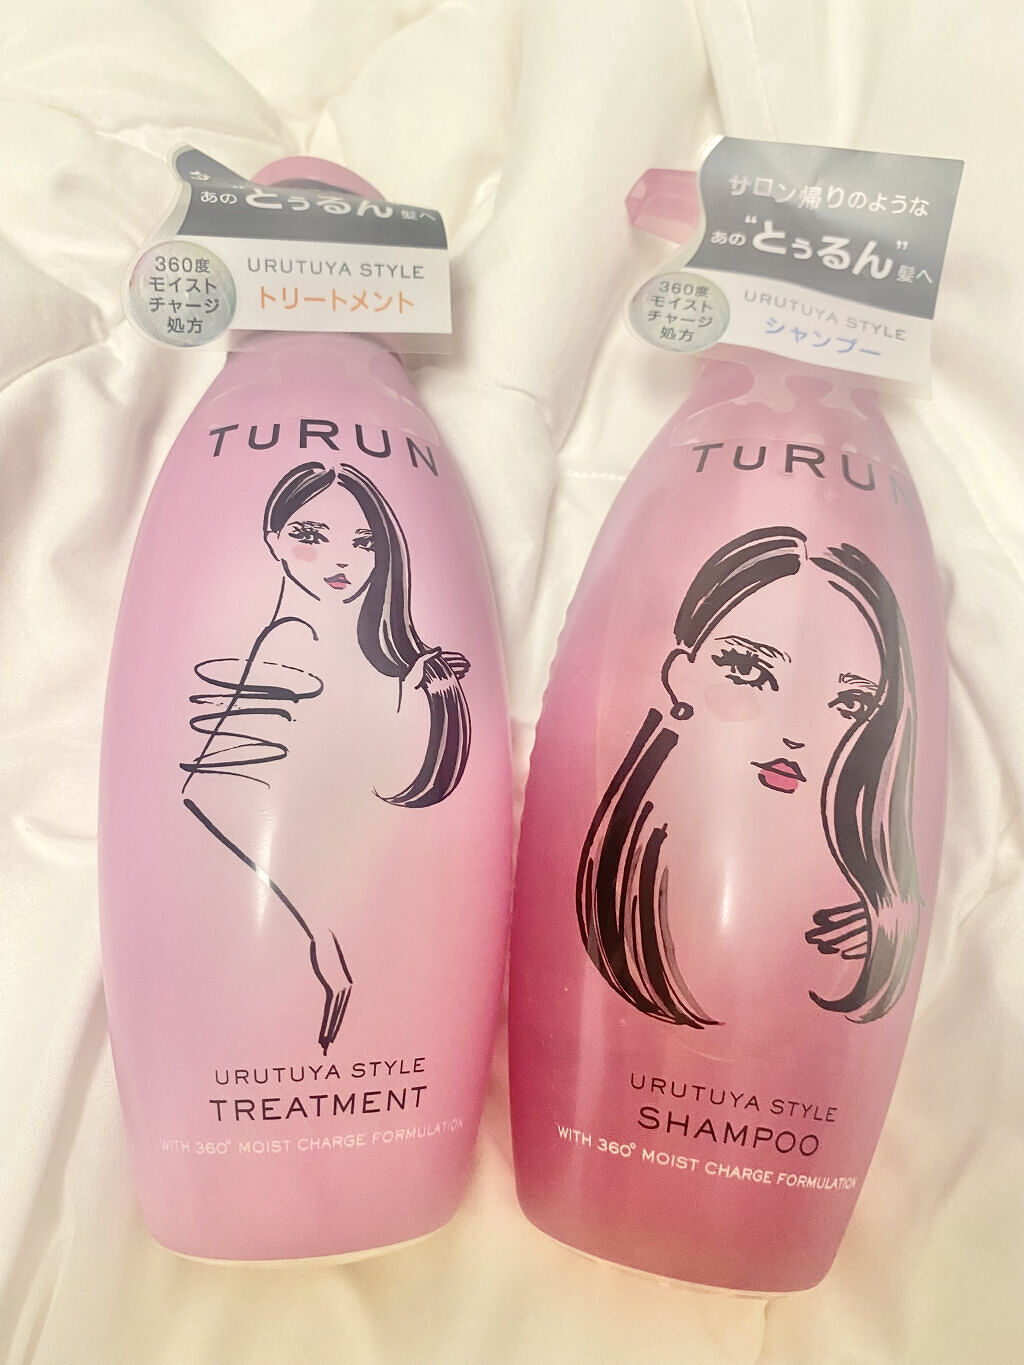 あの"とぅるん髪へ
360度
モイスト
チャージ
処方
URUTUYA STYLE
トリートメント
TURUN
URUTUYA STYLE
TREATMENT
WITH 360° MOIST CHARGE FORMULATION
サロン帰りのような
あの"とぅるん"髪へ
360度
モイスト
チャージ
処方
URUTUYA STYLE
シャンプー
TURUN
URUTUYA STYLE
SHAMPOO
WITH 360° MOIST CHARGE FORMULATION